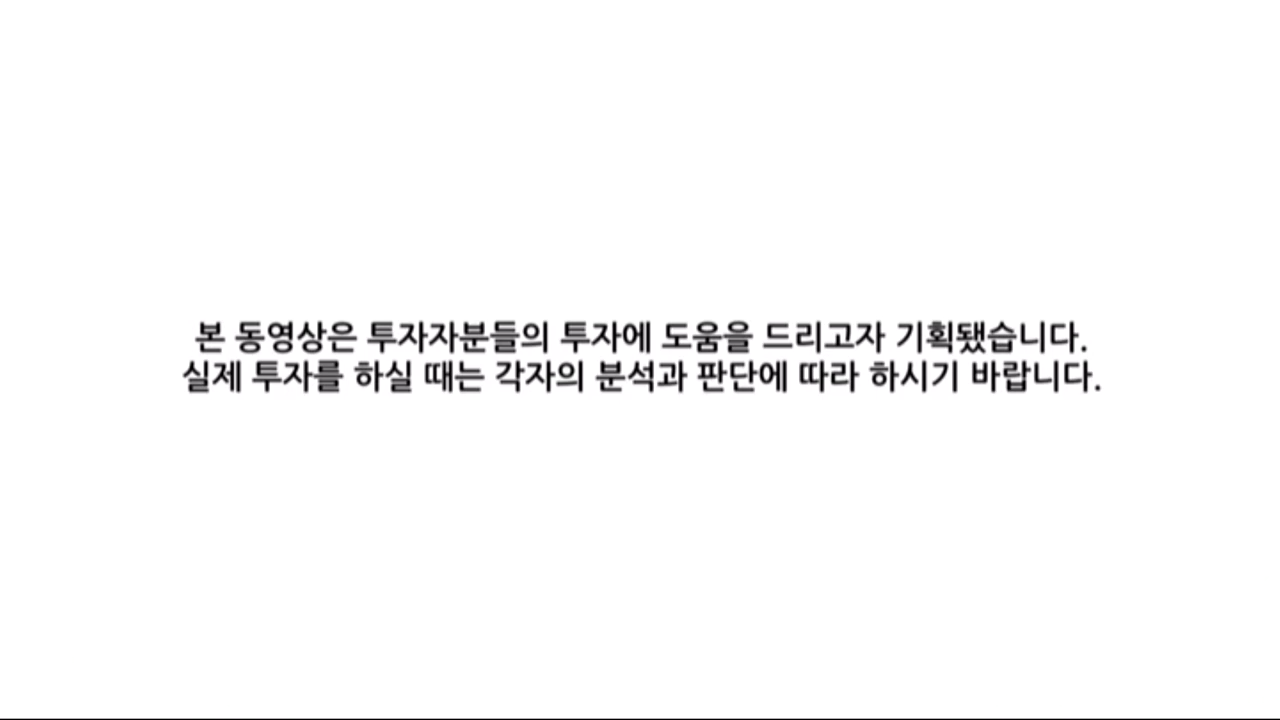 본 동영상은 투자자분들의 투자에 도움을 드리고자 기획됐습니다.
실제 투자를 하실 때는 각자의 분석과 판단에 따라 하시기 바랍니다.